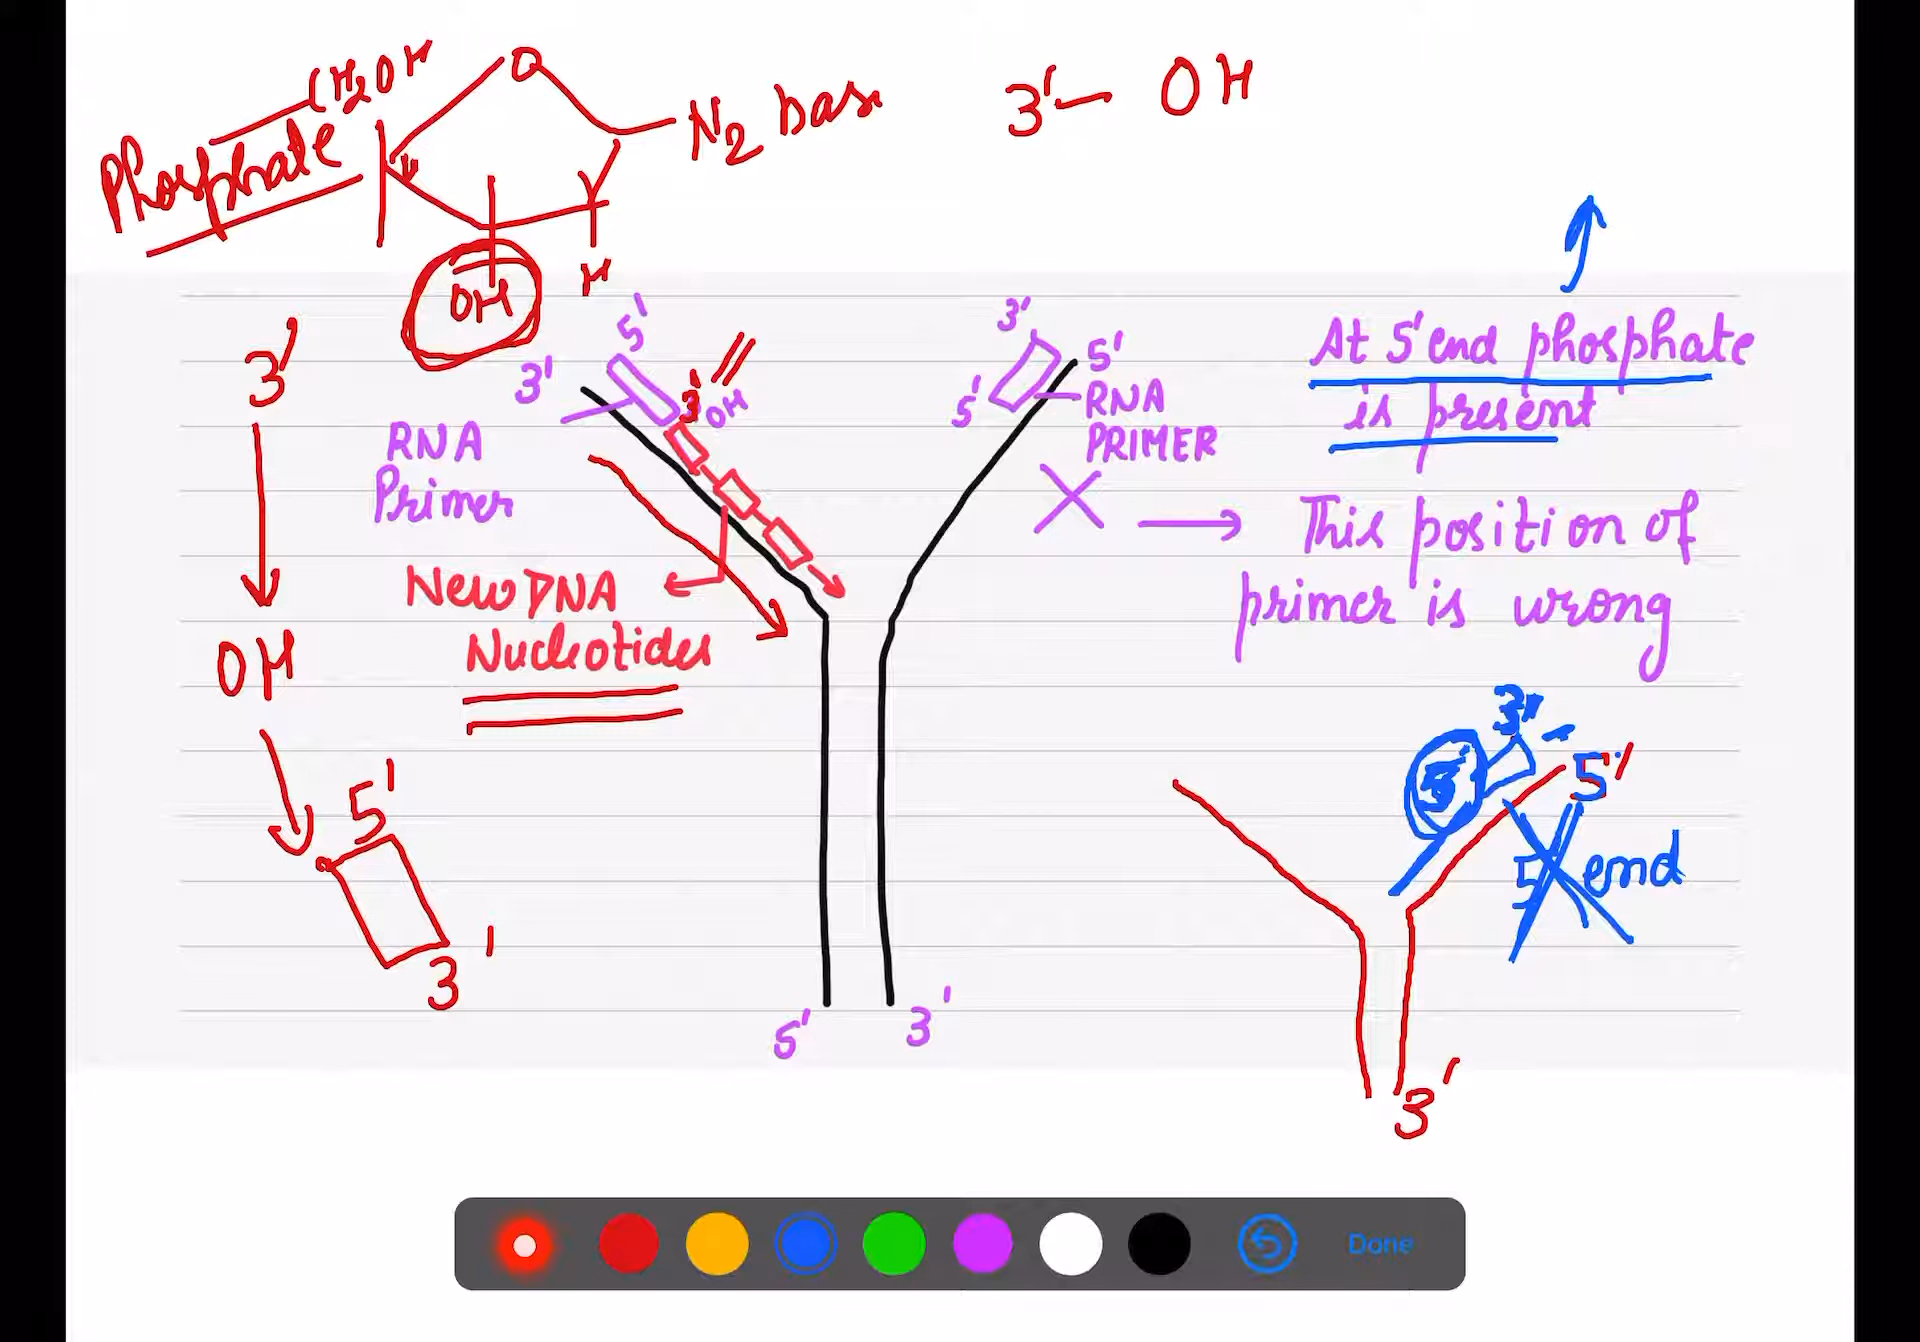 CH2OH
O
Phosphate
N2 base
3'— OH
OH
H
3'
OH
5'
3'
3'
5'
3'
OH
RNA
Primer
New DNA
Nucleotides
3'
5'
5'
RNA
PRIMER
At 5' end phosphate
is present
This position of
primer is wrong
5'
3'
3'
5'
5' end
3'
Done